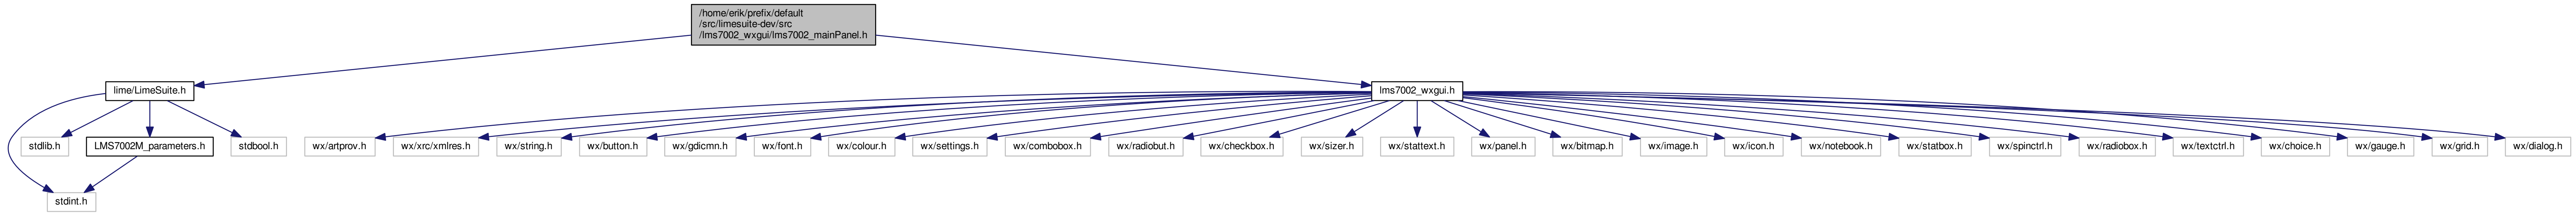 /home/erik/prefix/default
/src/limesuite-dev/src
/lms7002_wxgui/lms7002_mainPanel.h
lime/LimeSuite.h
lms7002_wxgui.h
stdlib.h
LMS7002M_parameters.h
stdbool.h
wx/artprov.h
wx/xrc/xmlres.h
wx/string.h
wx/button.h
wx/gdicmn.h
wx/font.h
wx/colour.h
wx/settings.h
wx/combobox.h
wx/radiobut.h
wx/checkbox.h
wx/sizer.h
wx/stattext.h
wx/panel.h
wx/bitmap.h
wx/image.h
wx/icon.h
wx/notebook.h
wx/statbox.h
wx/spinctrl.h
wx/radiobox.h
wx/textctrl.h
wx/choice.h
wx/gauge.h
wx/grid.h
wx/dialog.h
stdint.h